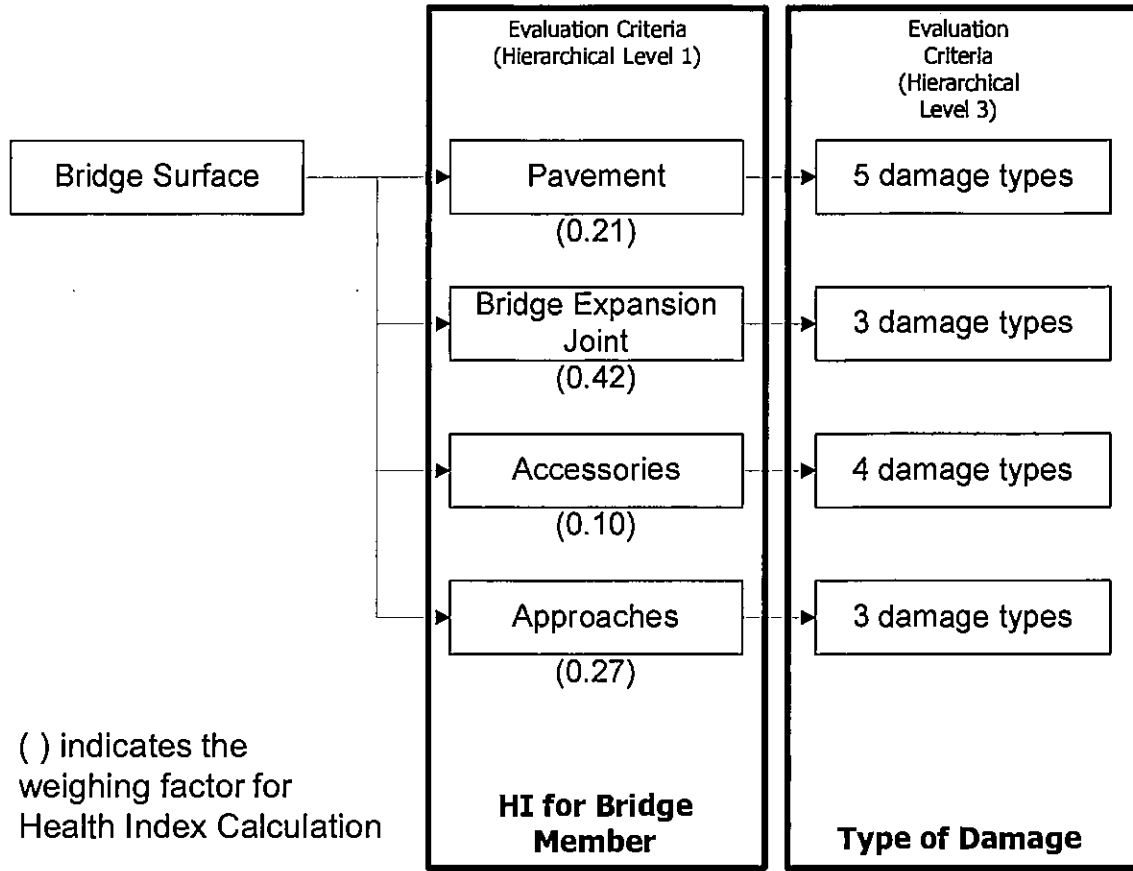 Evaluation Criteria
(Hierarchical Level 1)
Evaluation
Criteria
(Hierarchical
Level 3)
Bridge Surface
Pavement
(0.21)
5 damage types
Bridge Expansion
Joint
(0.42)
3 damage types
Accessories
(0.10)
4 damage types
Approaches
(0.27)
3 damage types
( ) indicates the
weighing factor for
Health Index Calculation
HI for Bridge
Member
Type of Damage